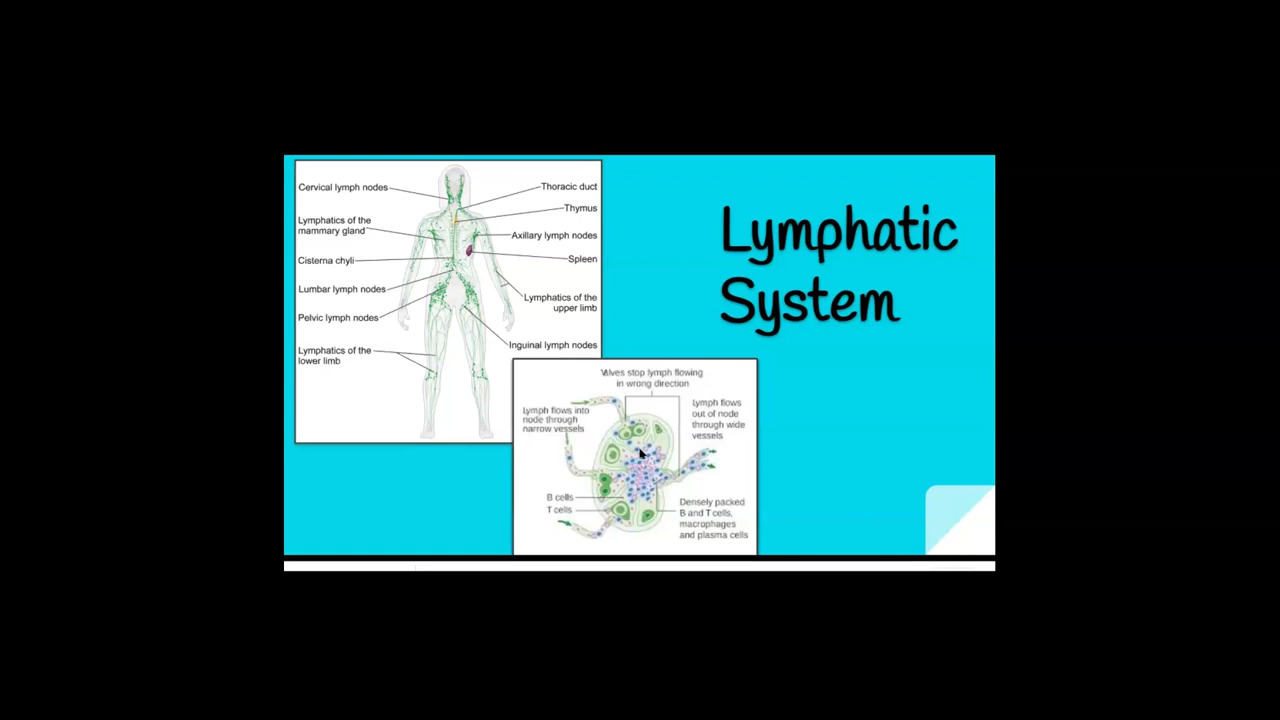 Cervical lymph nodes
Lymphatics of the
mammary gland
Cisterna chyli
Lumbar lymph nodes
Pelvic lymph nodes
Lymphatics of the
lower limb
Thoracic duct
Thymus
Axillary lymph nodes
Spleen
Lymphatics of the
upper limb
Inguinal lymph nodes
Lymphatic
System
Valves stop lymph flowing
in wrong direction
Lymph flows into
node through
narrow vessels
Lymph flows
out of node
through wide
vessels
B cells
T cells
Densely packed
B and T cells,
macrophages
and plasma cells